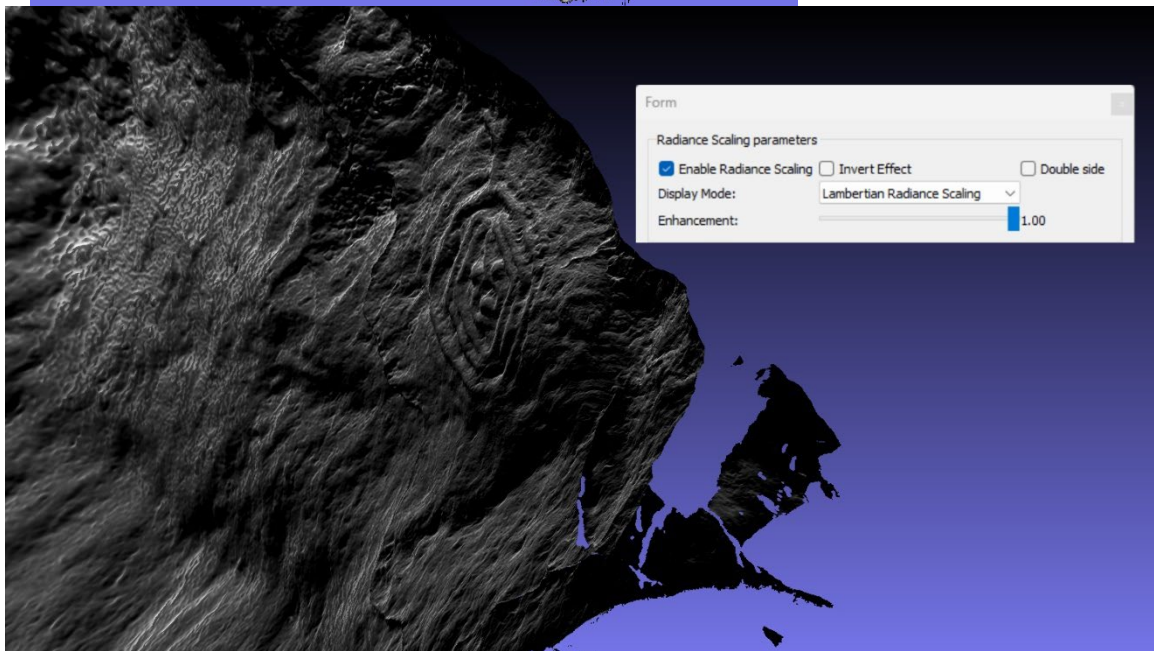 Form
Radiance Scaling parameters
Enable Radiance Scaling Invert Effect Double side
Display Mode: Lambertian Radiance Scaling
Enhancement: 1.00